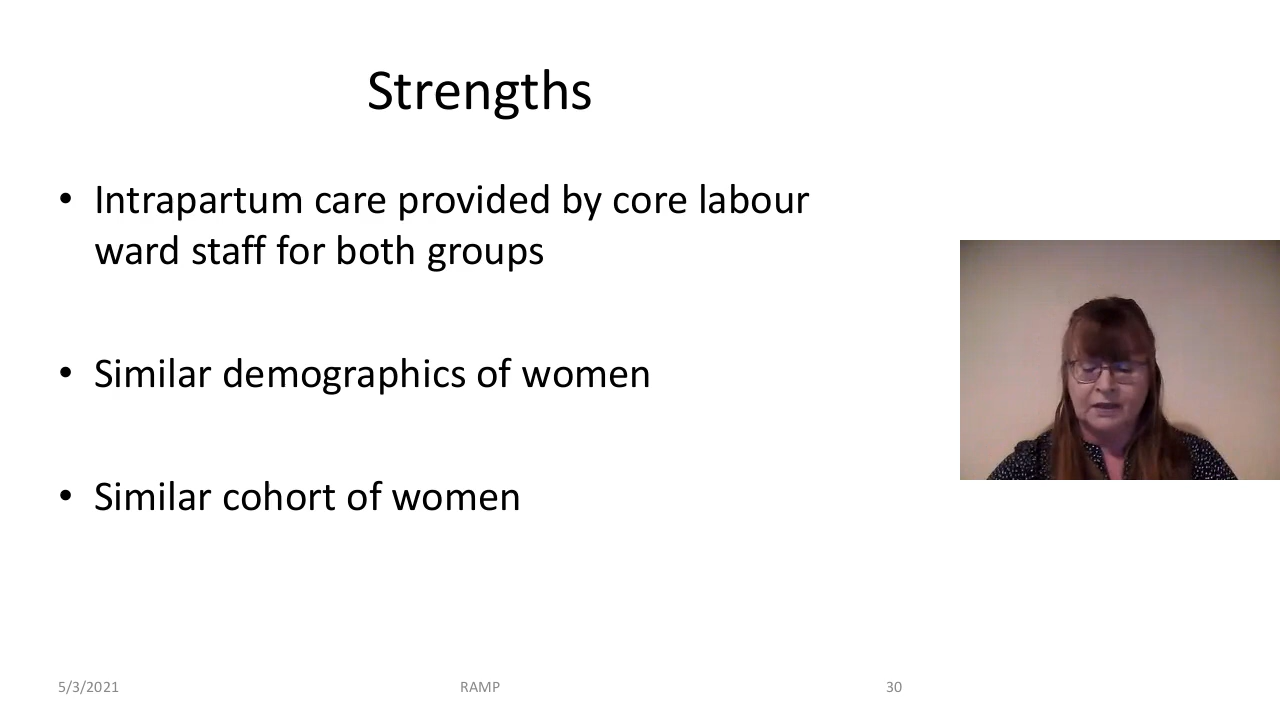 Strengths
• Intrapartum care provided by core labour
ward staff for both groups
• Similar demographics of women
• Similar cohort of women
5/3/2021 RAMP 30